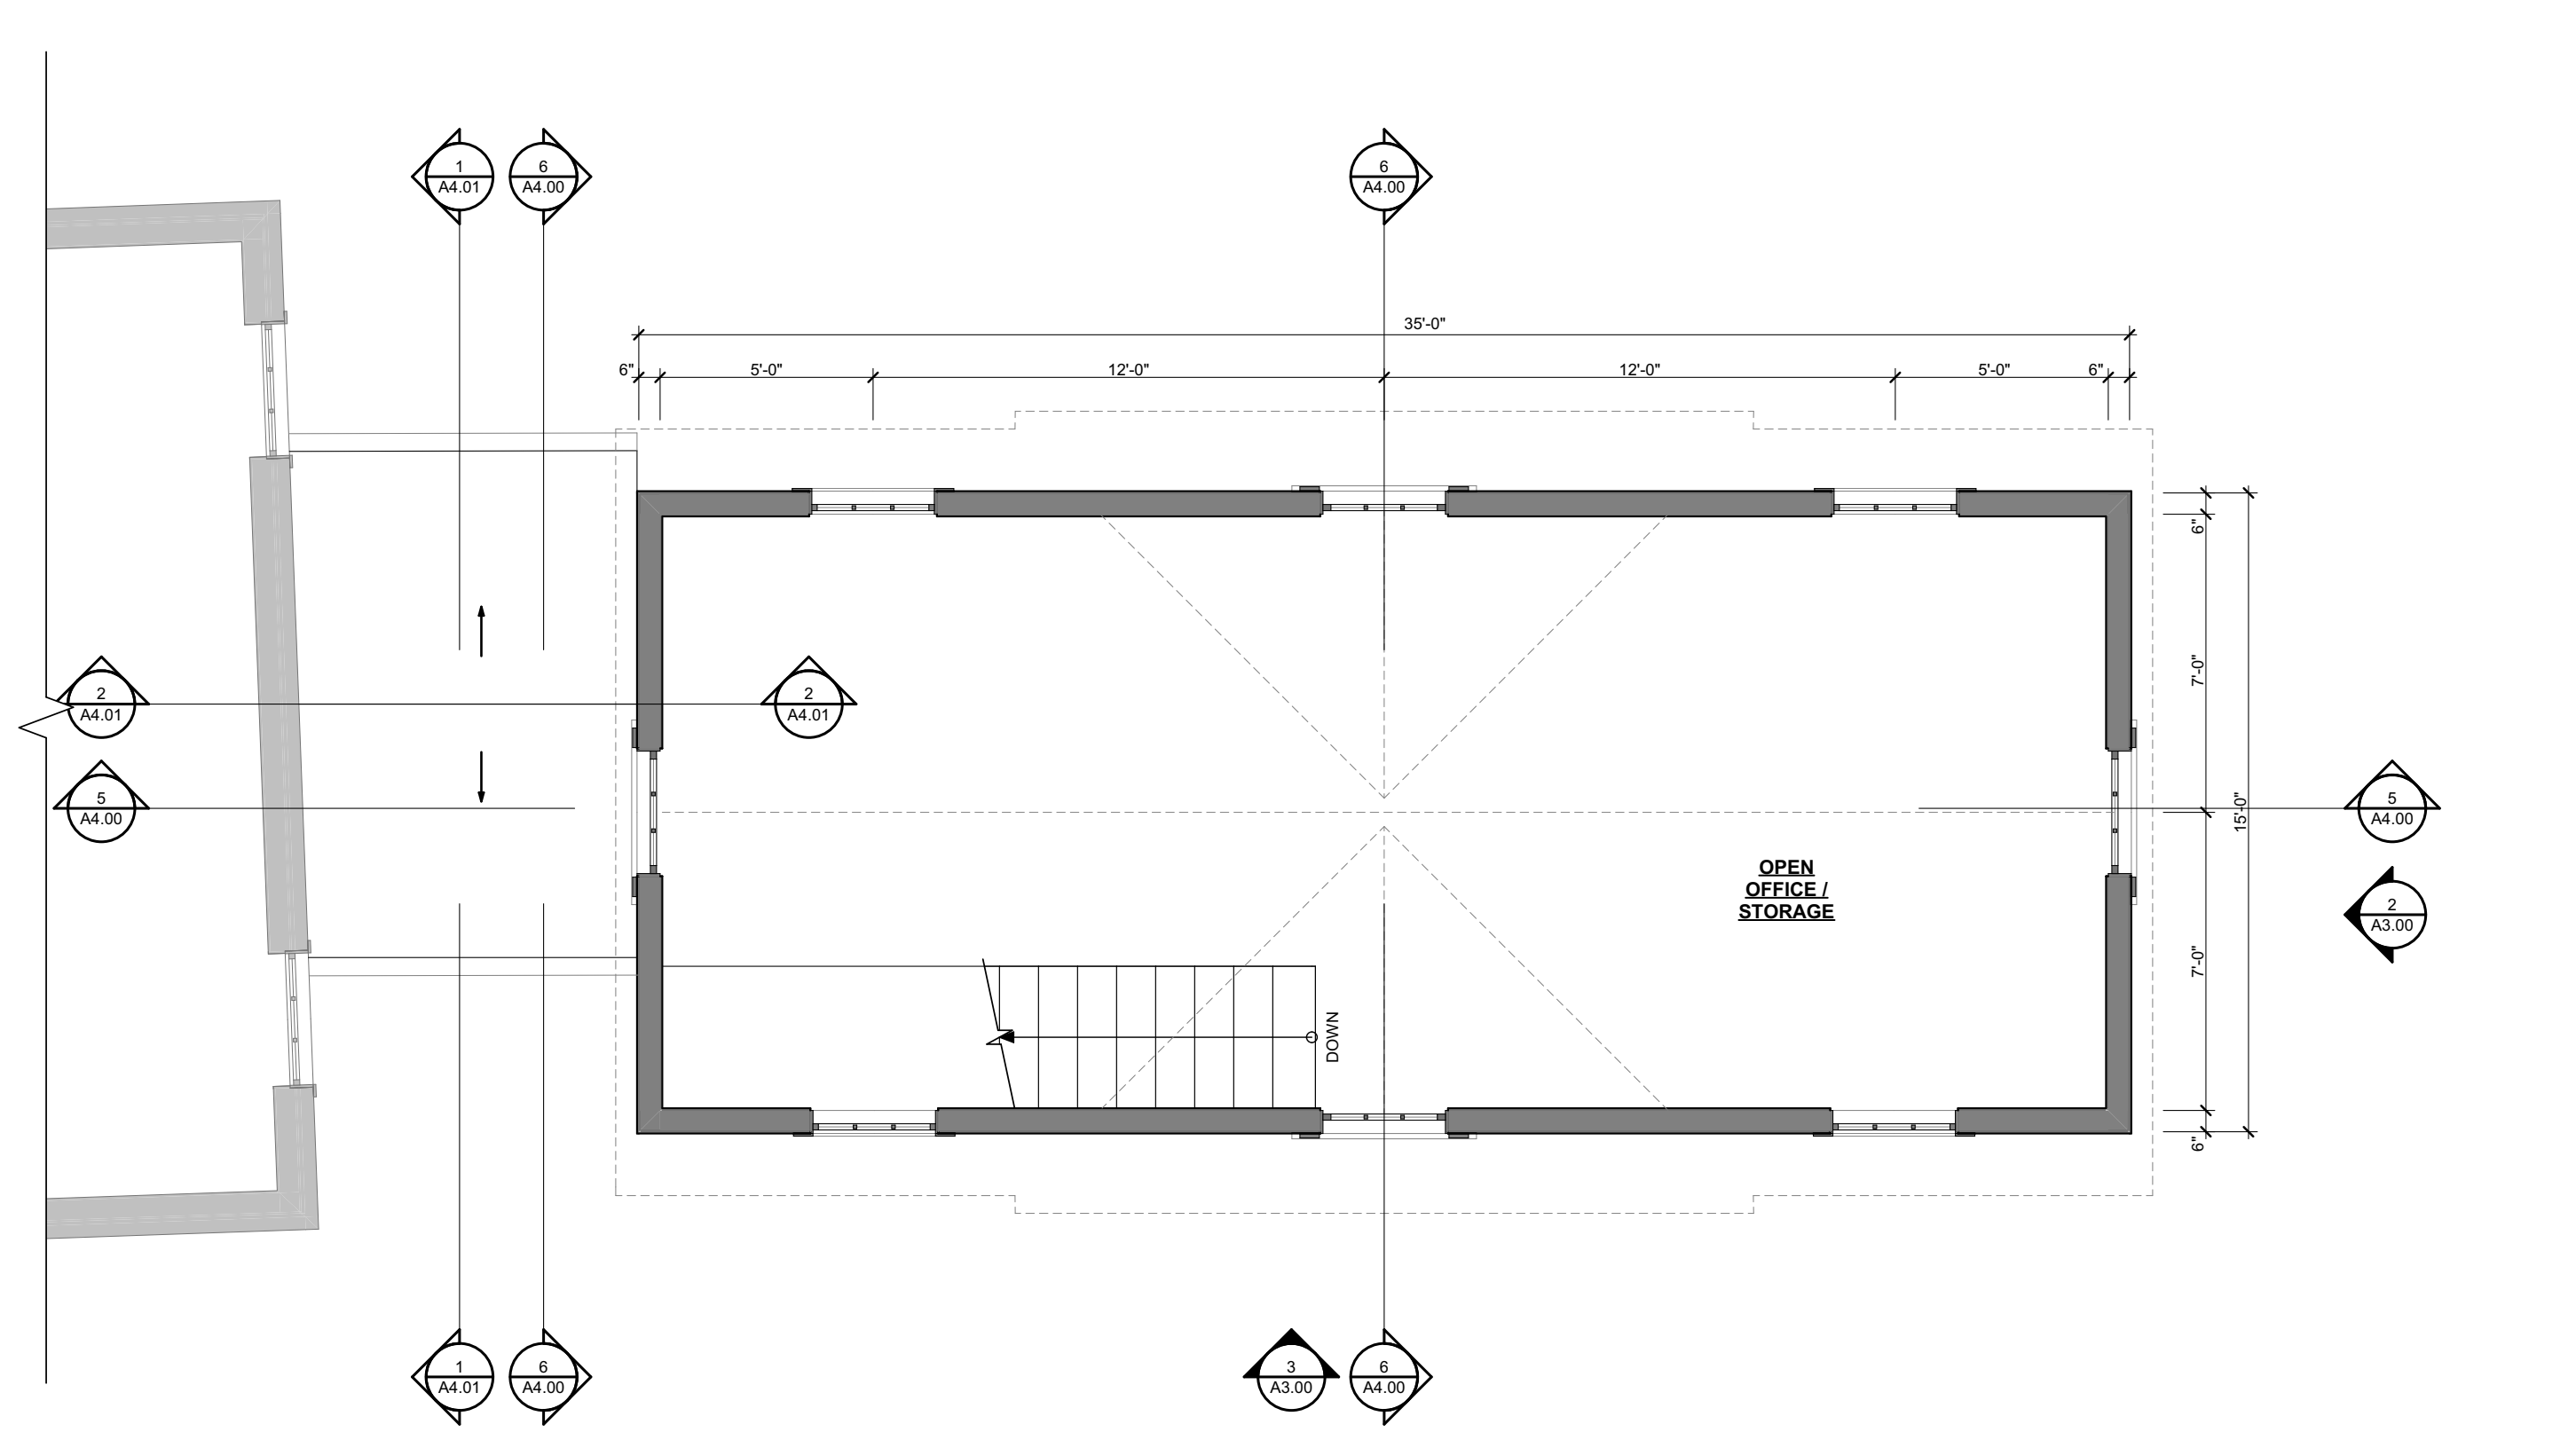 1
A4.01
6
A4.00
6
A4.00
35'-0"
6"
5'-0"
12'-0"
12'-0"
5'-0"
6"
6"
7'-0"
2
A4.01
2
A4.01
5
A4.00
15'-0"
5
A4.00
OPEN
OFFICE /
STORAGE
2
A3.00
7'-0"
DOWN
6"
1
A4.01
6
A4.00
3
A3.00
6
A4.00